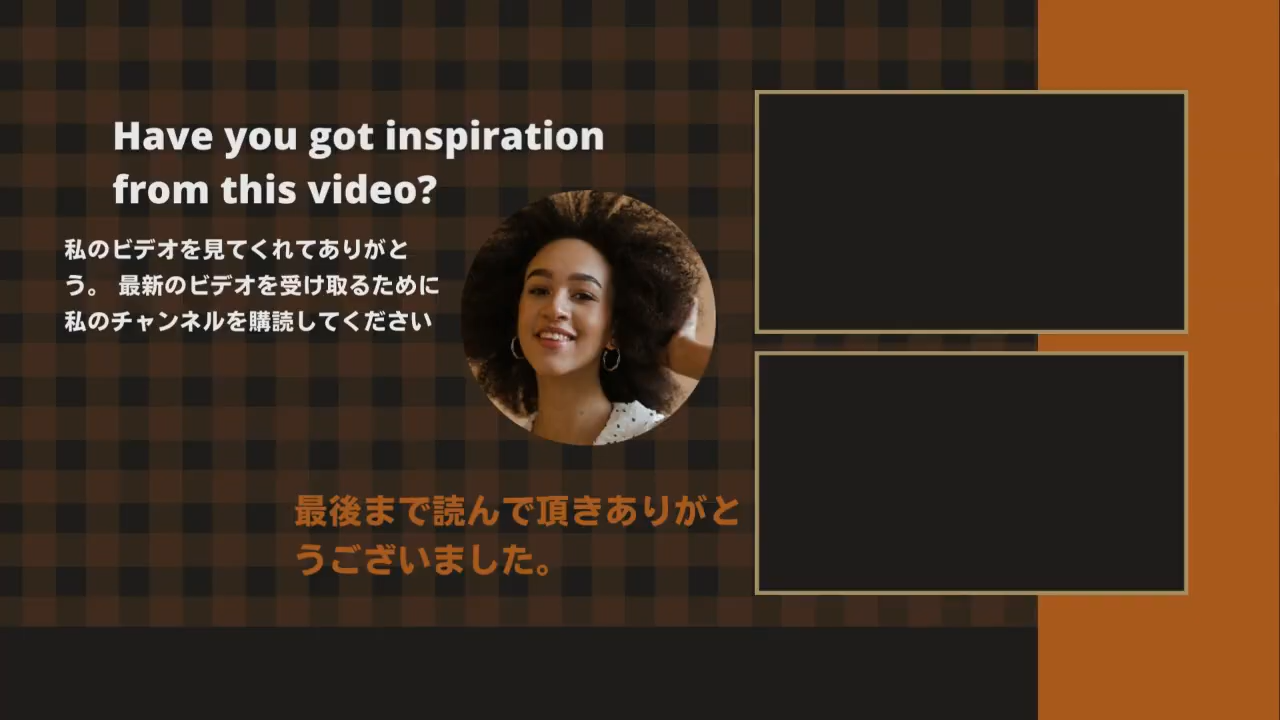 Have you got inspiration
from this video?
私のビデオを見てくれてありがと
う。 最新のビデオを受け取るために
私のチャンネルを購読してください
最後まで読んで頂きありがと
うございました。